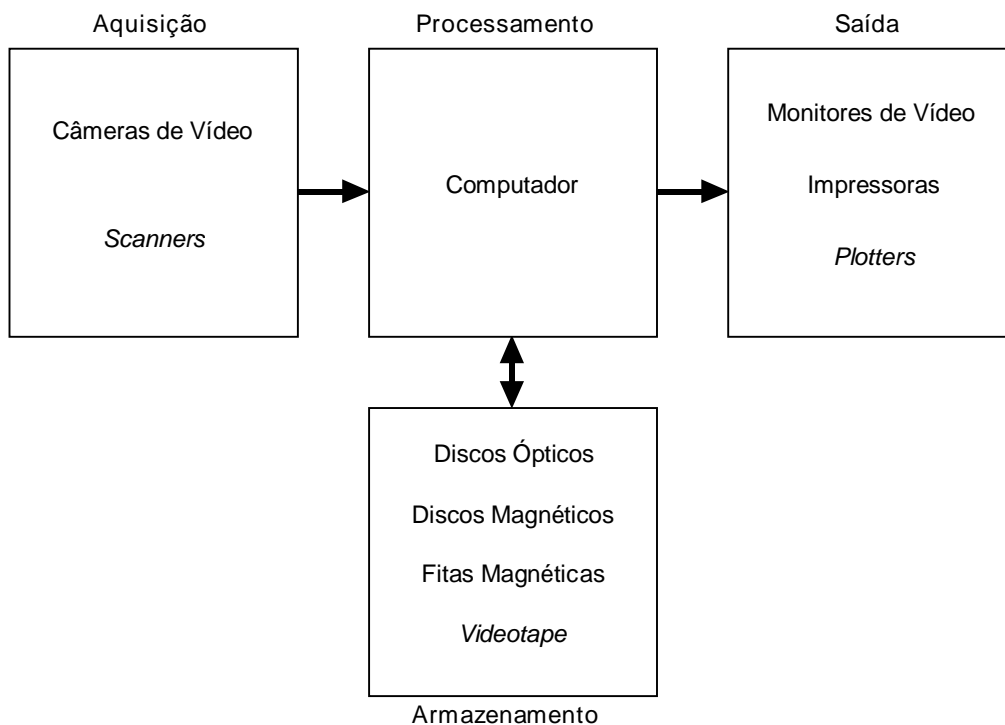 Aquisição
Processamento
Saída
Câmeras de Vídeo
Scanners
Computador
Monitores de Vídeo
Impressoras
Plotters
Discos Ópticos
Discos Magnéticos
Fitas Magnéticas
Videotape
Armazenamento